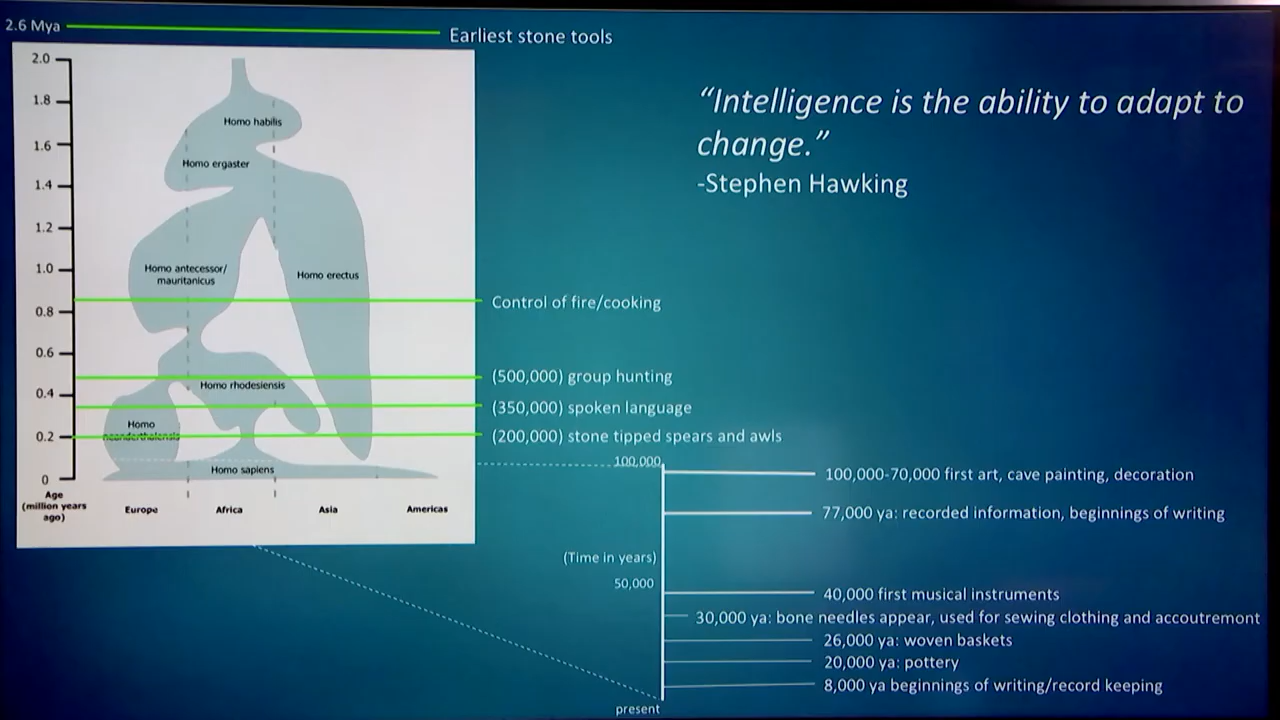 2.6 Mya
Earliest stone tools
2.0
1.8
1.6
1.4
1.2
1.0
0.8
0.6
0.4
0.2
0
Homo habilis
Homo ergaster
Homo antecessor/
mauritanicus
Homo erectus
Homo rhodesiensis
Homo
neanderthalensis
Homo sapiens
Age
(million years
ago)
Europe
Africa
Asia
Americas
“Intelligence is the ability to adapt to
change.”
-Stephen Hawking
Control of fire/cooking
(500,000) group hunting
(350,000) spoken language
(200,000) stone tipped spears and awls
100,000
100,000-70,000 first art, cave painting, decoration
77,000 ya: recorded information, beginnings of writing
(Time in years)
50,000
40,000 first musical instruments
30,000 ya: bone needles appear, used for sewing clothing and accoutremont
26,000 ya: woven baskets
20,000 ya: pottery
8,000 ya beginnings of writing/record keeping
present